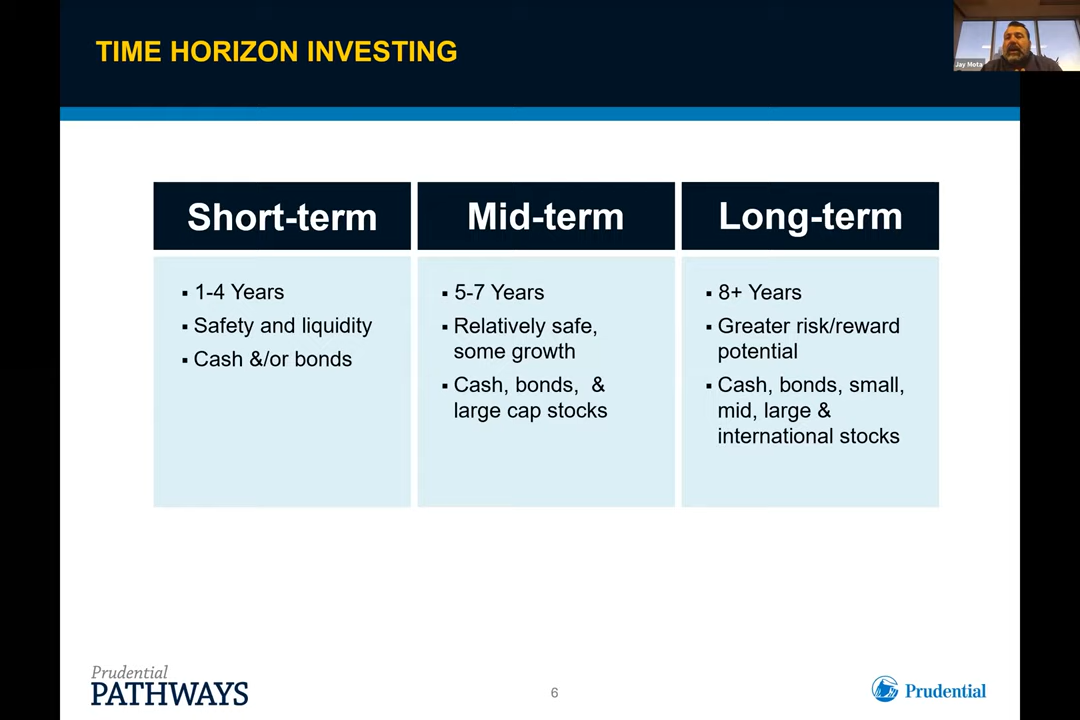 TIME HORIZON INVESTING
Jay Mota
Short-term
Mid-term
Long-term
▪ 1-4 Years
▪ Safety and liquidity
▪ Cash &/or bonds
▪ 5-7 Years
▪ Relatively safe,
some growth
▪ Cash, bonds, &
large cap stocks
▪ 8+ Years
▪ Greater risk/reward
potential
▪ Cash, bonds, small,
mid, large &
international stocks
Prudential
PATHWAYS
6
Prudential